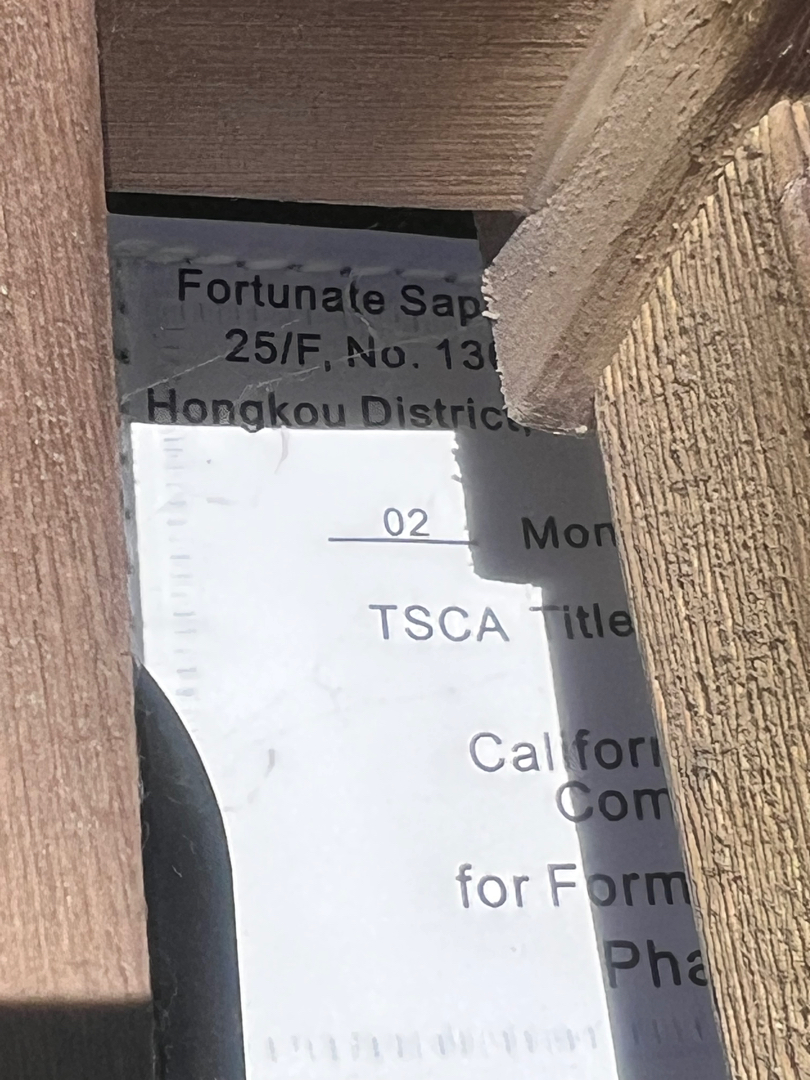 Fortunate Sap
25/F, No. 13
Hongkou District,
02 Mon
TSCA Title
Califor
Com
for Form
Pha